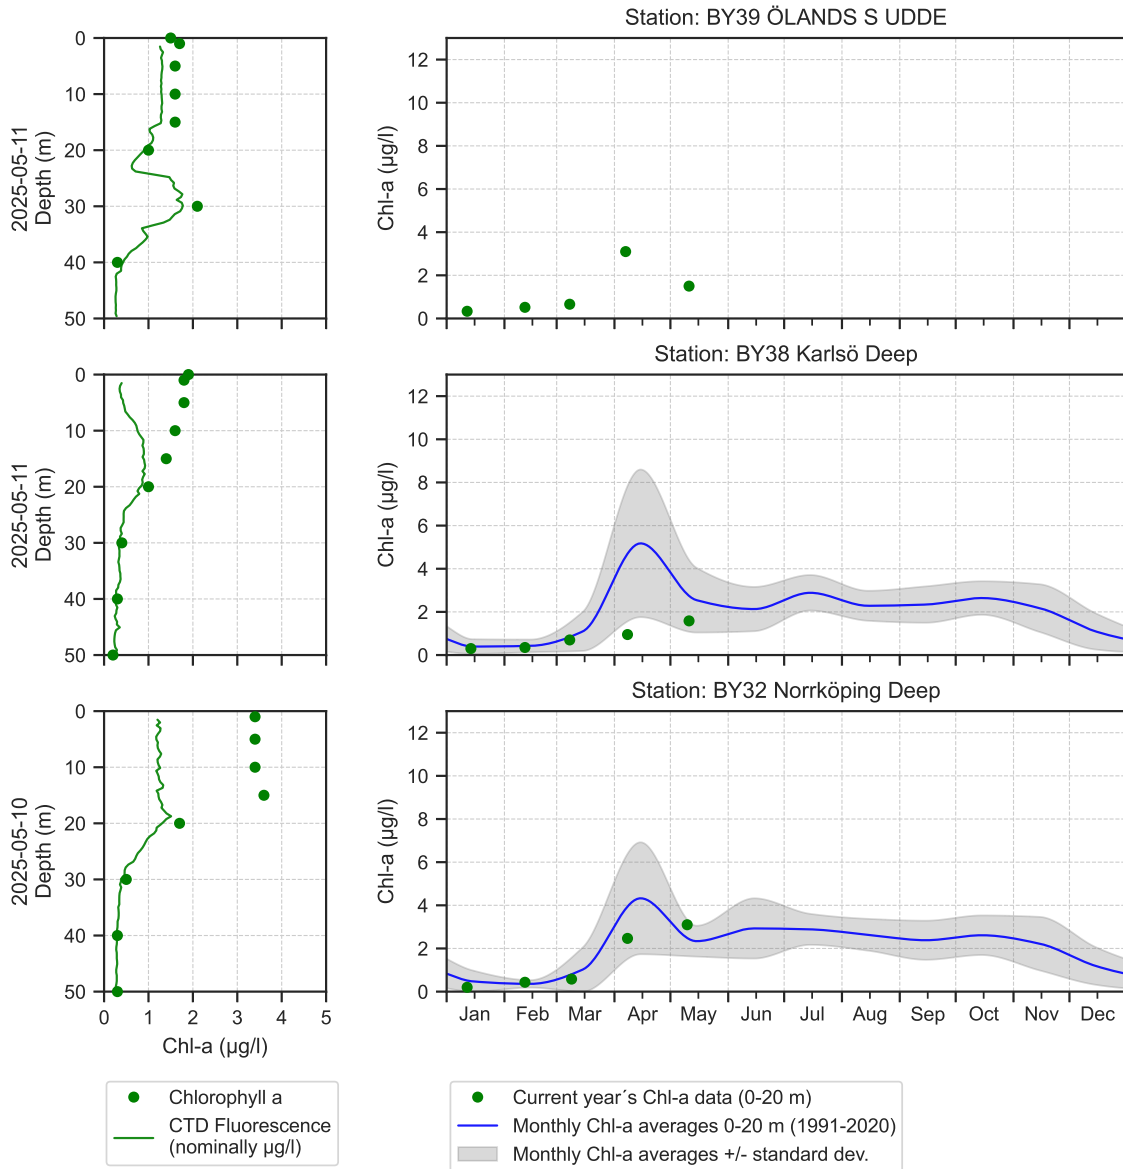 Station: BY39 ÖLANDS S UDDE
2025-05-11
Depth (m)
0
10
20
30
40
50
Chl-a (µg/l)
12
10
8
6
4
2
0
Station: BY38 Karlsö Deep
2025-05-11
Depth (m)
0
10
20
30
40
50
Chl-a (µg/l)
12
10
8
6
4
2
0
Station: BY32 Norrköping Deep
2025-05-10
Depth (m)
0
10
20
30
40
50
0 1 2 3 4 5
Chl-a (µg/l)
Chl-a (µg/l)
12
10
8
6
4
2
0
Jan Feb Mar Apr May Jun Jul Aug Sep Oct Nov Dec
Chlorophyll a
CTD Fluorescence
(nominally µg/l)
Current year´s Chl-a data (0-20 m)
Monthly Chl-a averages 0-20 m (1991-2020)
Monthly Chl-a averages +/- standard dev.